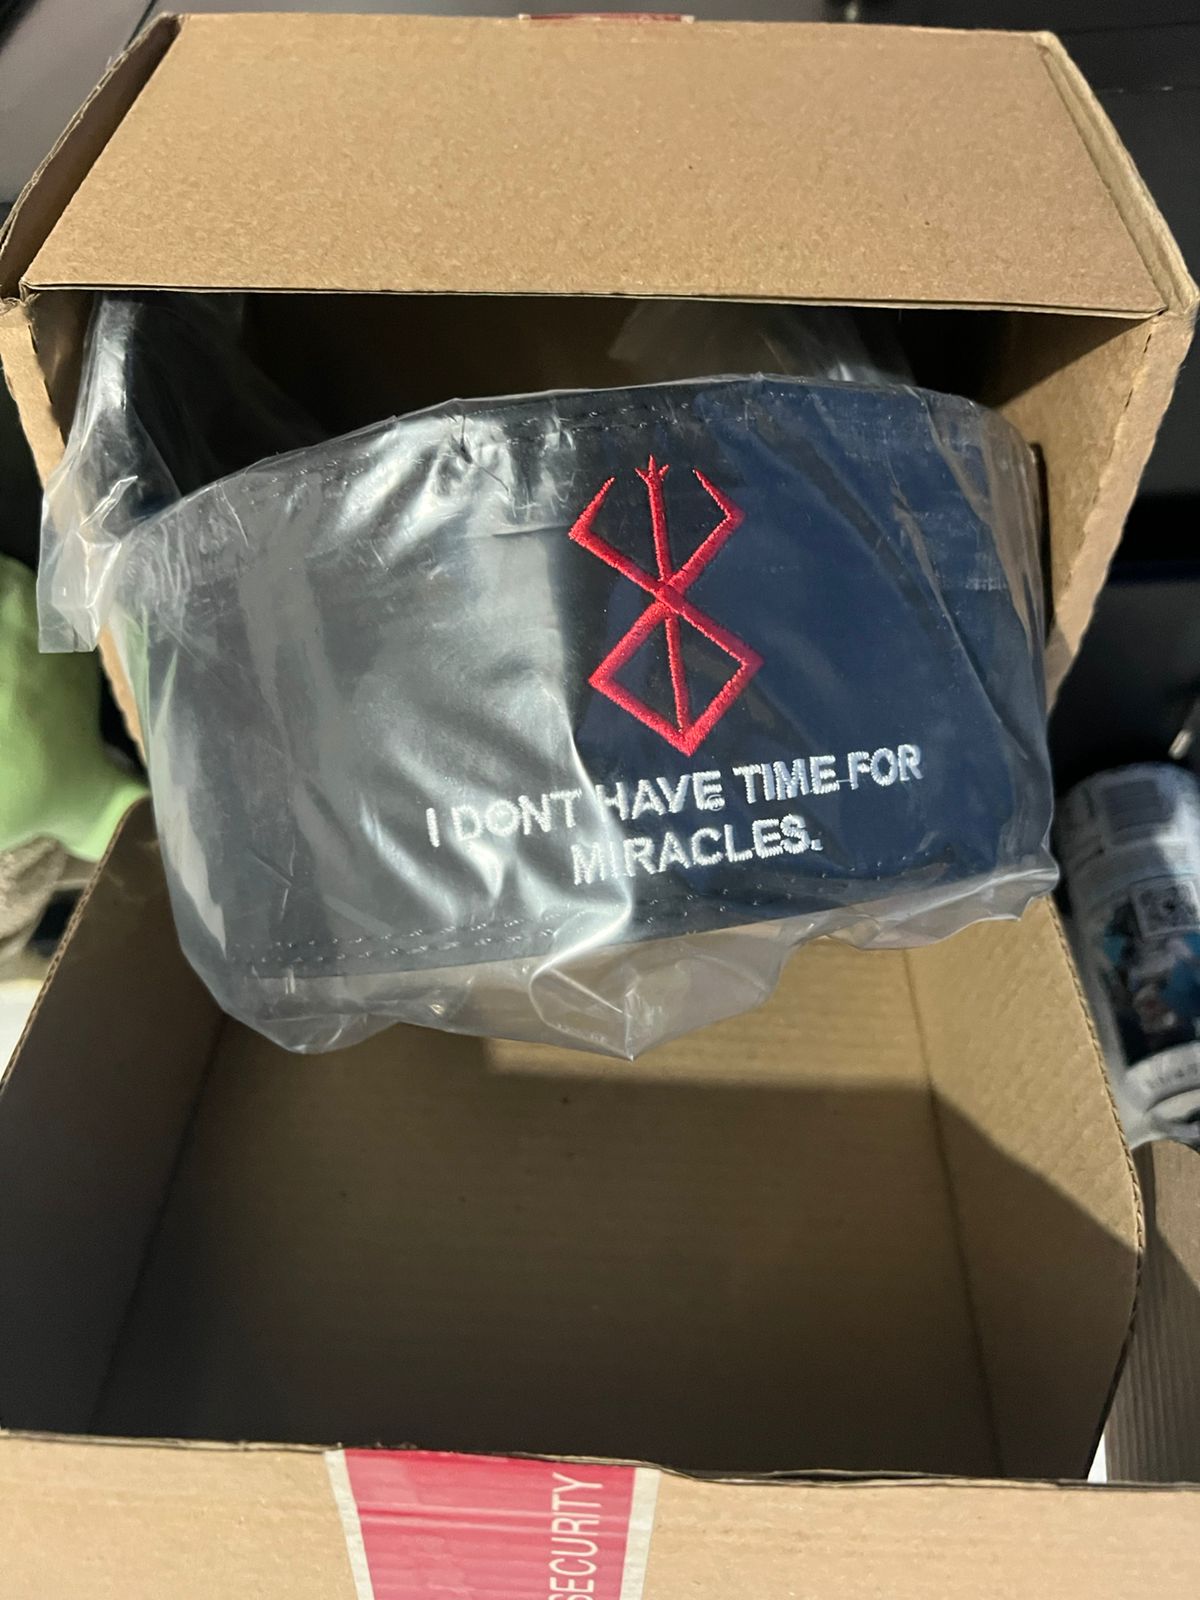 I DONT HAVE TIME FOR
MIRACLES.
SECURITY